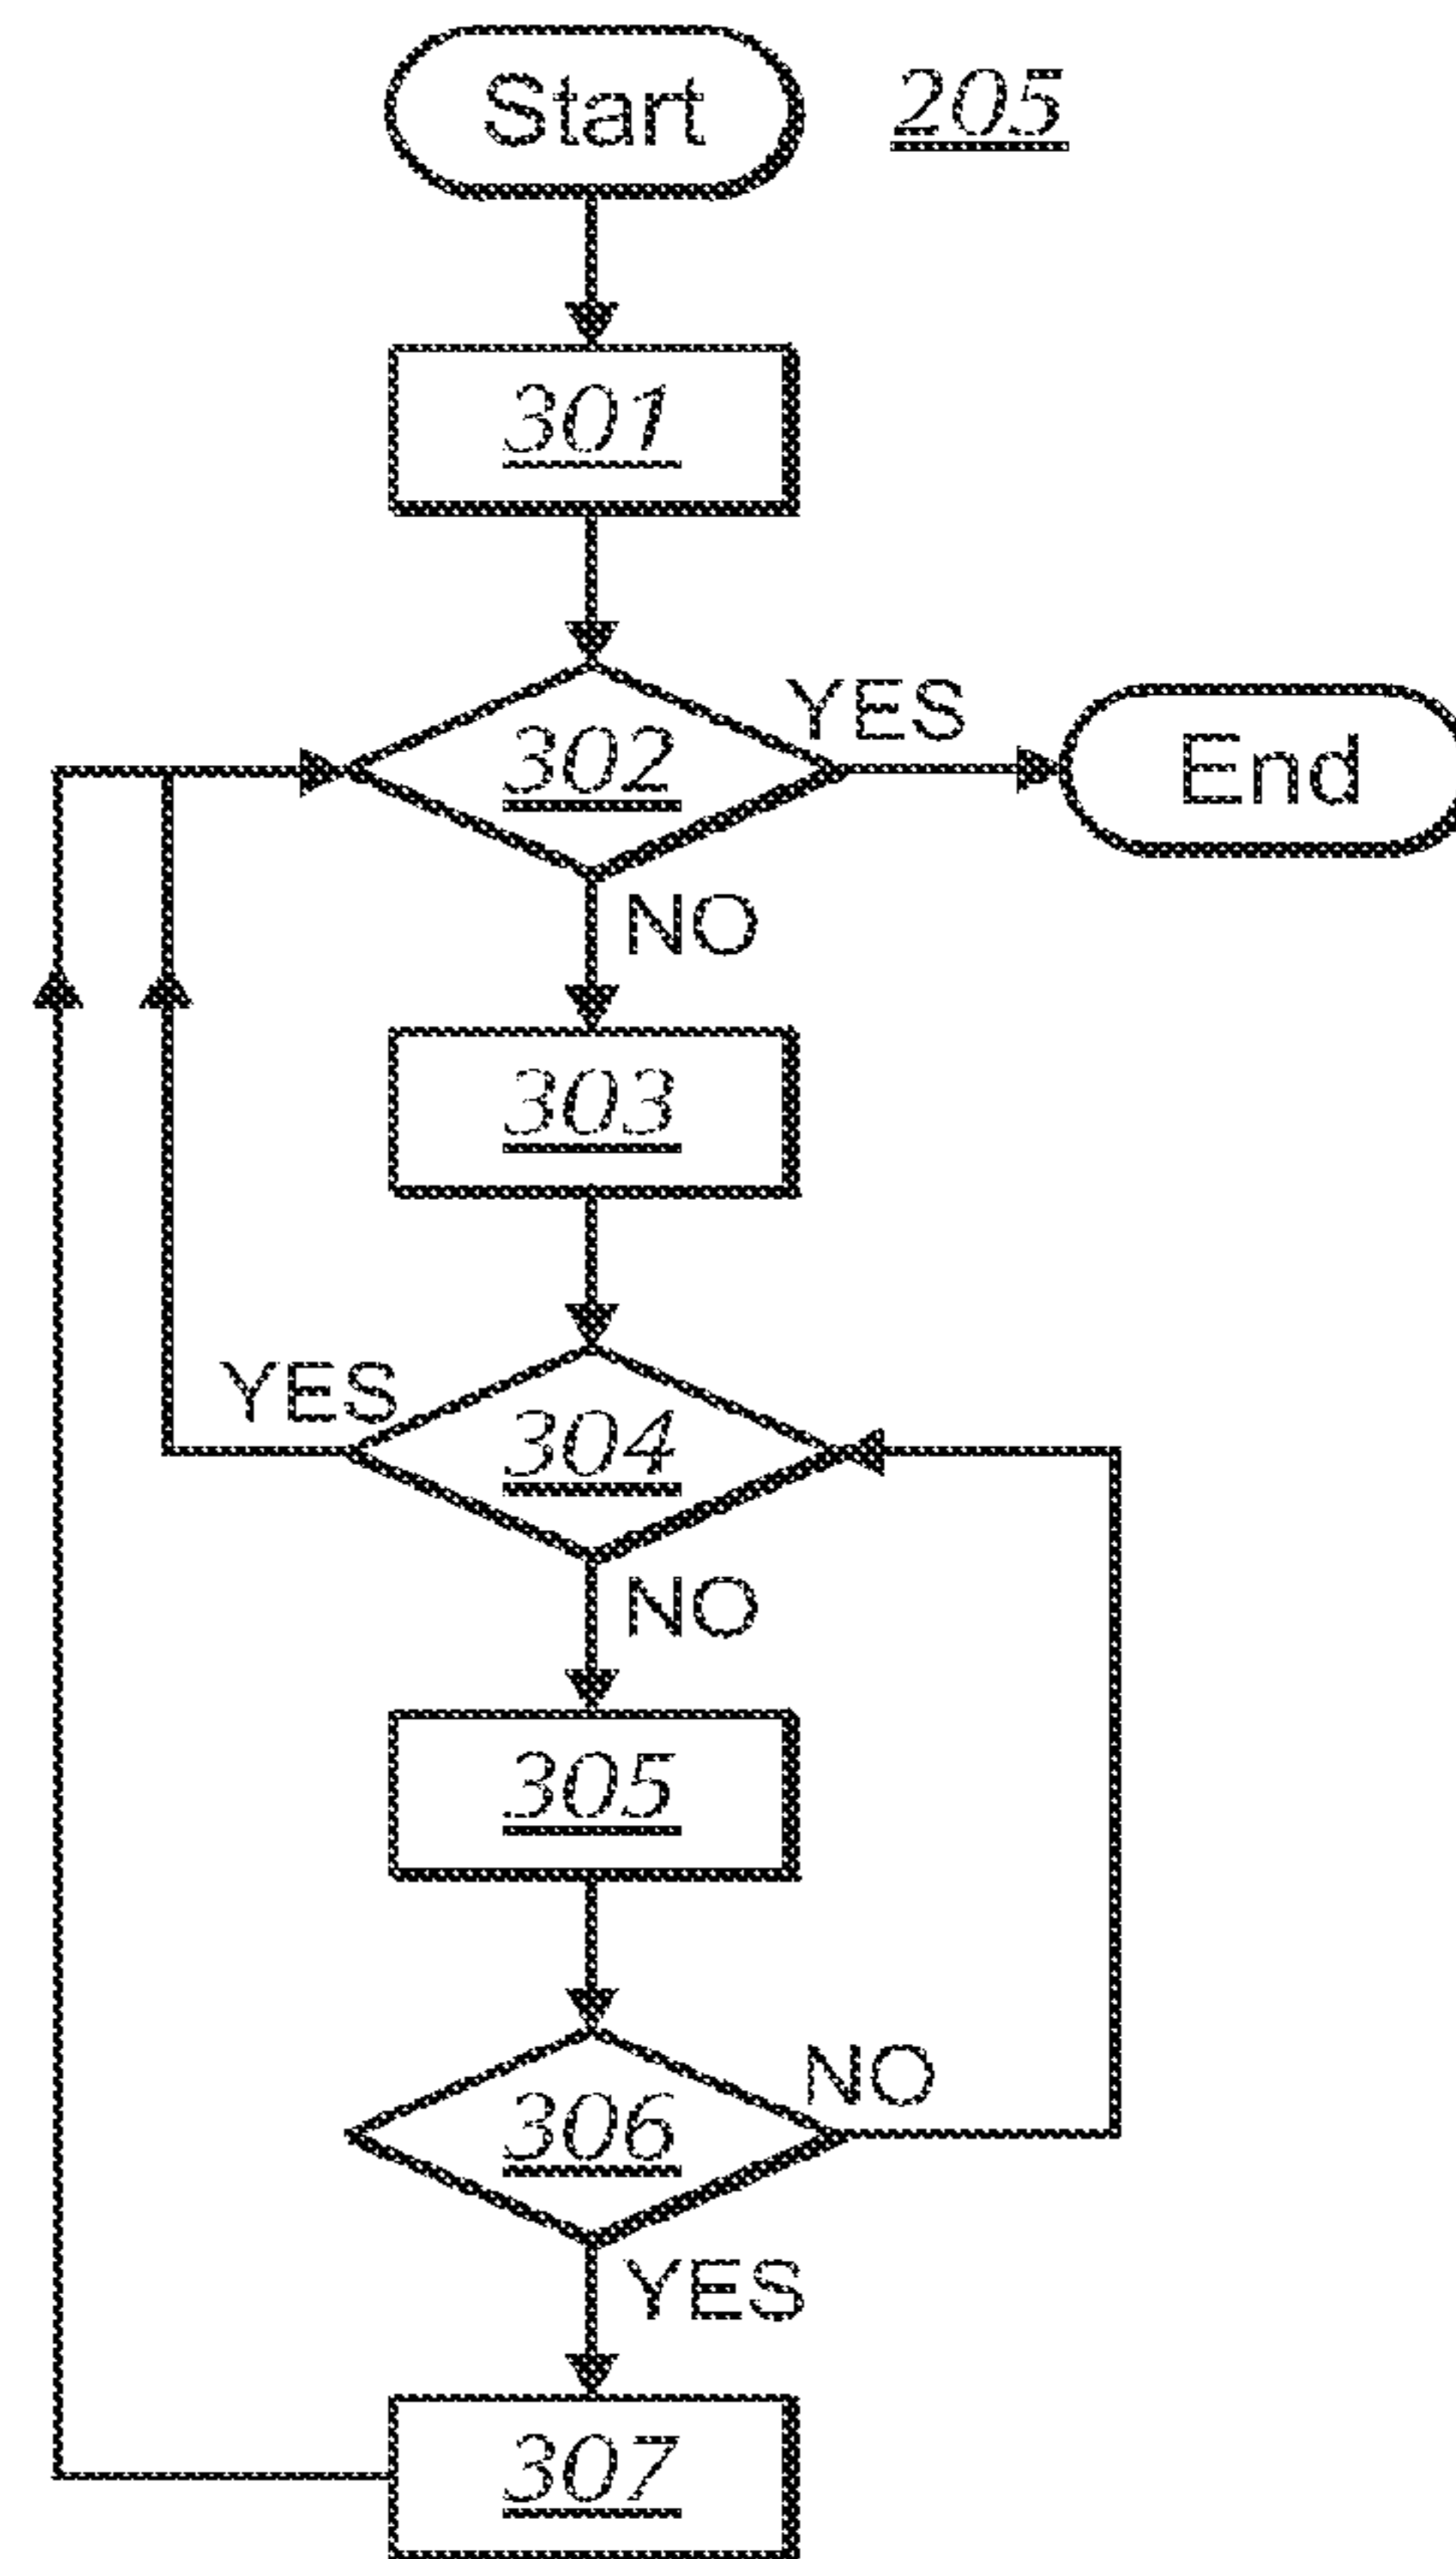 Start 205
301
302 YES End
NO
303
YES 304
NO
305
306 NO
YES
307